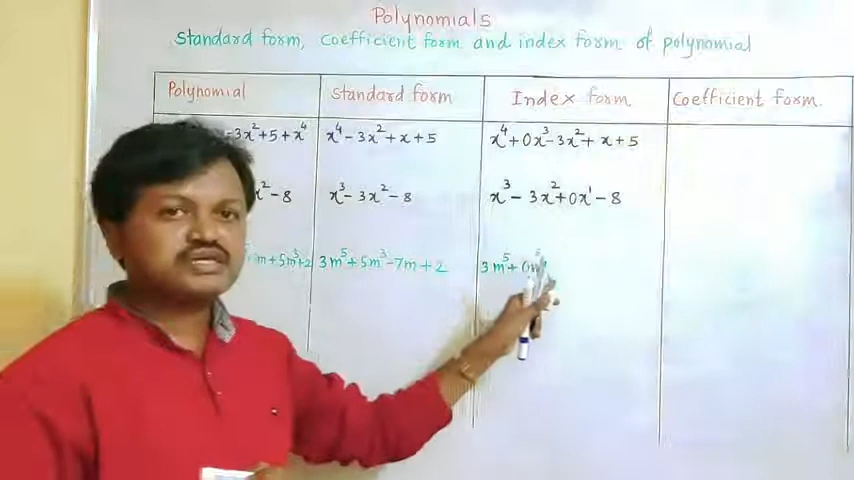 Polynomials
Standard form, coefficient form and index form of polynomial
Polynomial Standard form Index form Coefficient form.
-3x²+5+x⁴ x⁴-3x²+x+5 x⁴+0x³-3x²+x+5
x²-8 x³-3x²-8 x³-3x²+0x¹-8
m+5m³+2 3m⁵+5m³-7m+2 3m⁵+0m